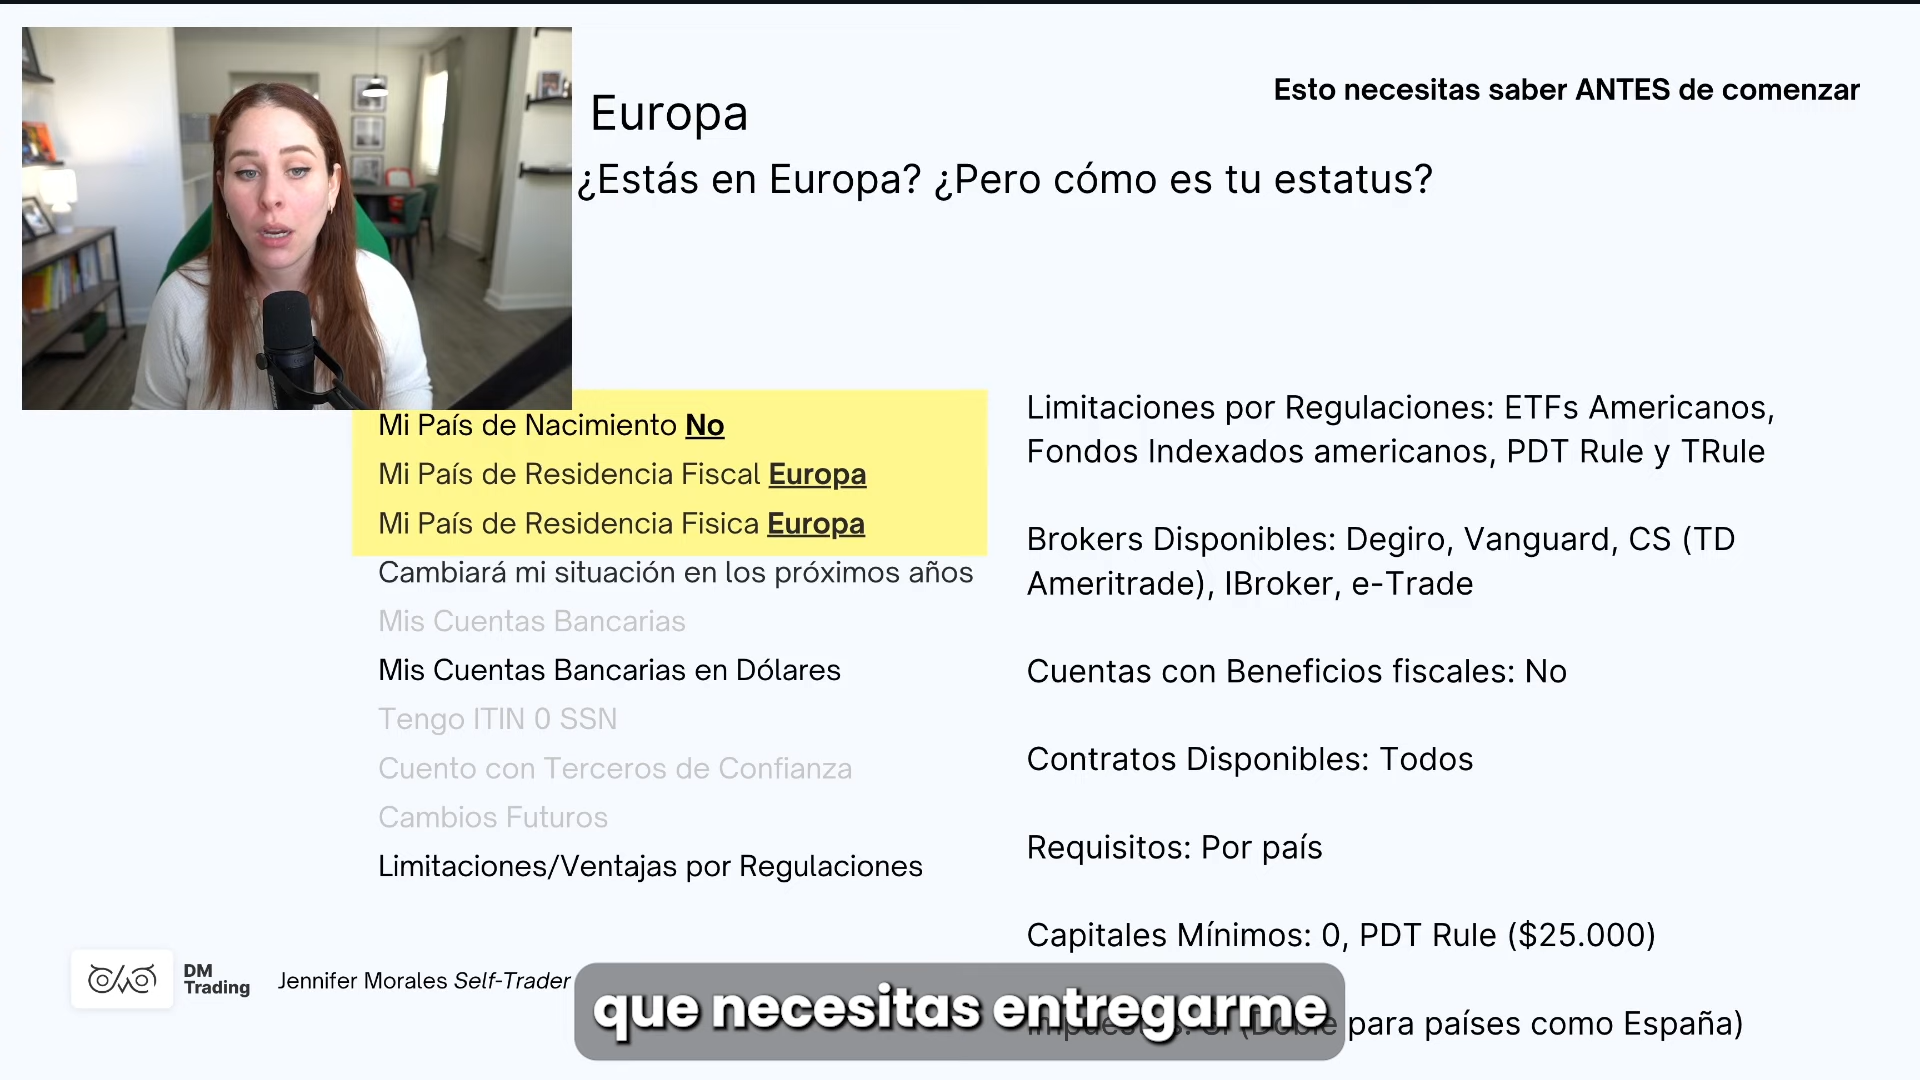 Esto necesitas saber ANTES de comenzar
Europa
¿Estás en Europa? ¿Pero cómo es tu estatus?
Mi País de Nacimiento No
Mi País de Residencia Fiscal Europa
Mi País de Residencia Fisica Europa
Cambiará mi situación en los próximos años
Mis Cuentas Bancarias
Mis Cuentas Bancarias en Dólares
Tengo ITIN 0 SSN
Cuento con Terceros de Confianza
Cambios Futuros
Limitaciones/Ventajas por Regulaciones
Limitaciones por Regulaciones: ETFs Americanos,
Fondos Indexados americanos, PDT Rule y TRule
Brokers Disponibles: Degiro, Vanguard, CS (TD
Ameritrade), IBroker, e-Trade
Cuentas con Beneficios fiscales: No
Contratos Disponibles: Todos
Requisitos: Por país
Capitales Mínimos: 0, PDT Rule ($25.000)
para países como España)
DM
Trading
Jennifer Morales Self-Trader
que necesitas entregarme